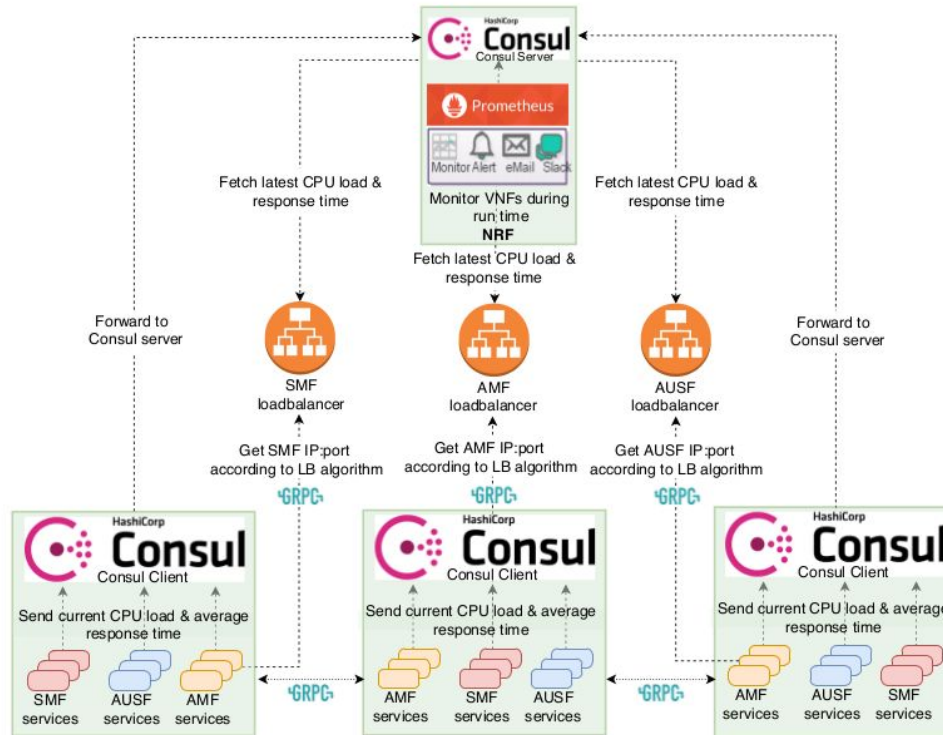 HashiCorp
Consul
Consul Server
Prometheus
Monitor Alert eMail Slack
Monitor VNFs during
run time
NRF
Fetch latest CPU load &
response time
Fetch latest CPU load &
response time
Fetch latest CPU load &
response time
Forward to
Consul server
Forward to
Consul server
SMF
loadbalancer
AMF
loadbalancer
AUSF
loadbalancer
Get SMF IP:port
according to LB algorithm
GRPC
Get AMF IP:port
according to LB algorithm
GRPC
Get AUSF IP:port
according to LB algorithm
GRPC
HashiCorp
Consul
Consul Client
Send current CPU load & average
response time
SMF
services
AUSF
services
AMF
services
GRPC
HashiCorp
Consul
Consul Client
Send current CPU load & average
response time
AMF
services
SMF
services
AUSF
services
GRPC
HashiCorp
Consul
Consul Client
Send current CPU load & average
response time
AMF
services
AUSF
services
SMF
services